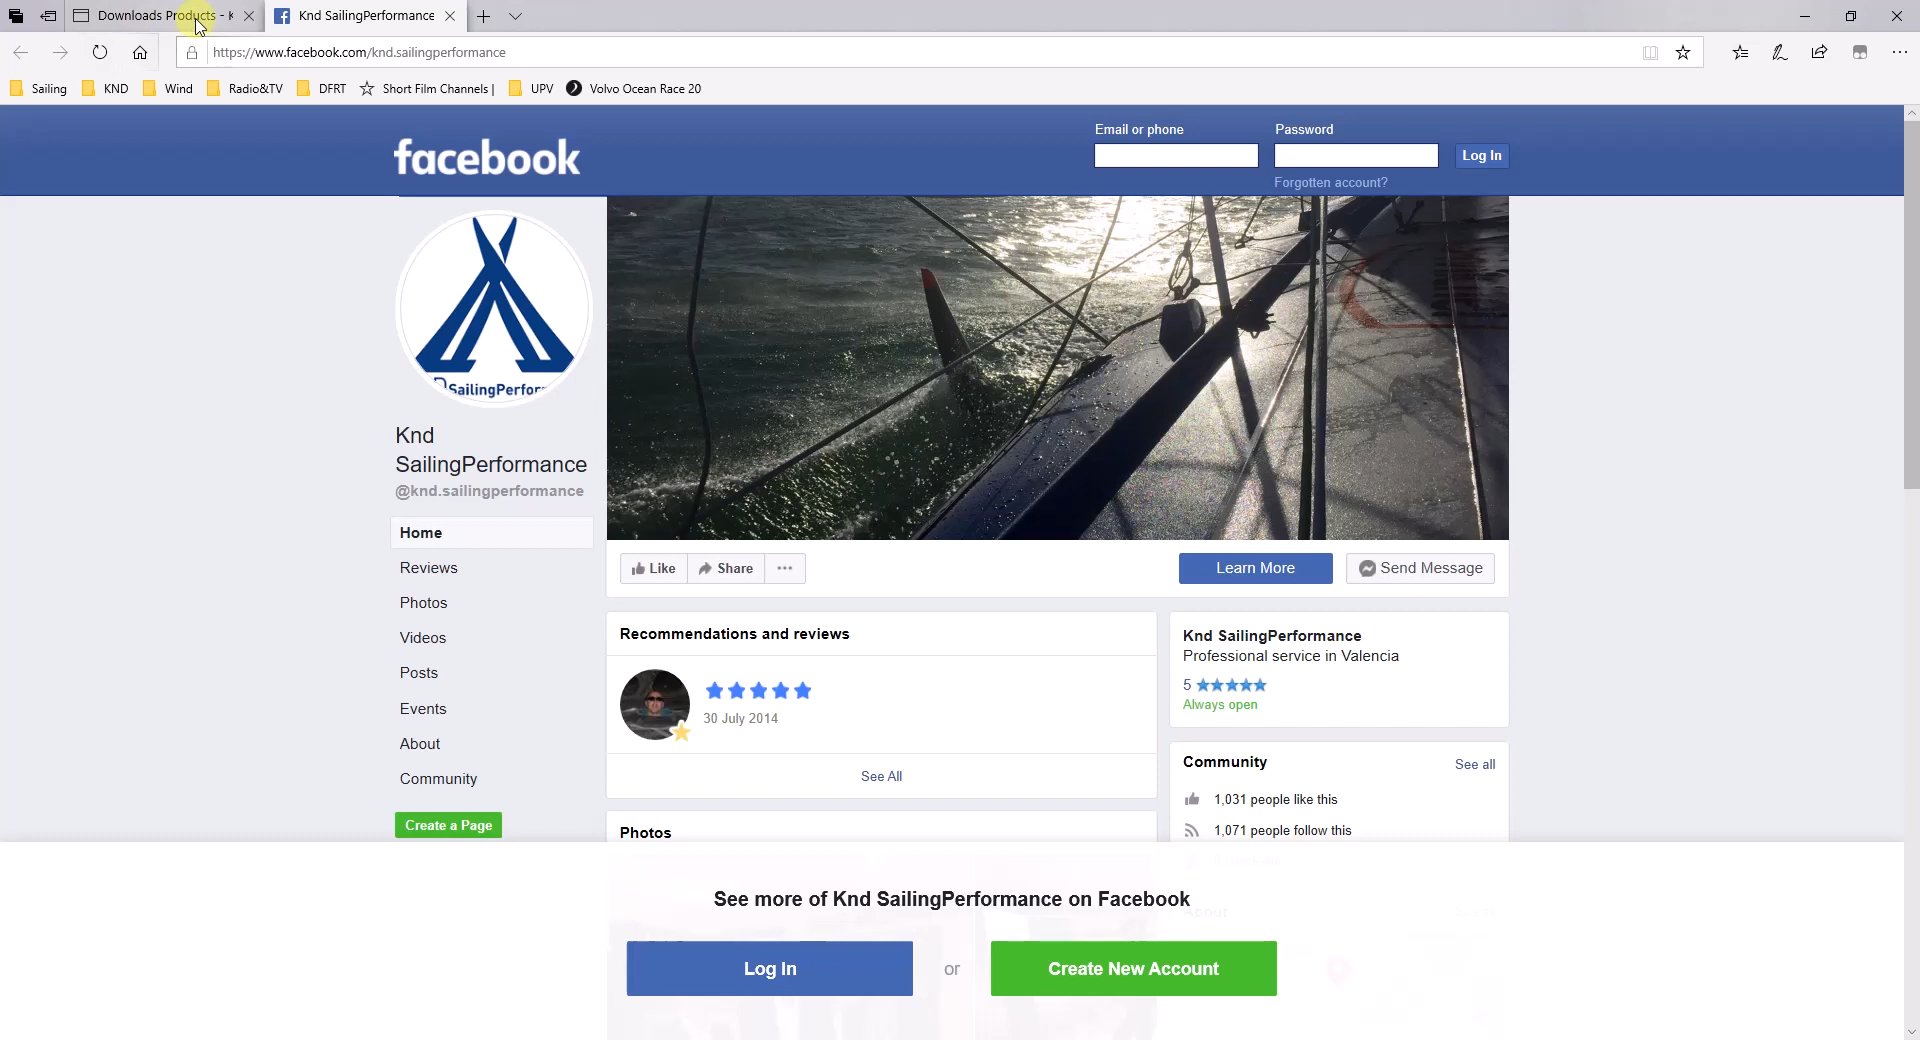 Downloads Products - K
Knd SailingPerformance
https://www.facebook.com/knd.sailingperformance
Sailing
KND
Wind
Radio&TV
DFRT
Short Film Channels |
UPV
Volvo Ocean Race 20
Email or phone
Password
facebook
Log In
Forgotten account?
SailingPerfor
Knd
SailingPerformance
@knd.sailingperformance
Home
Reviews
Photos
Videos
Posts
Events
About
Community
Create a Page
Like
Share
Learn More
Send Message
Recommendations and reviews
30 July 2014
See All
Photos
Knd SailingPerformance
Professional service in Valencia
5
Always open
Community
See all
1,031 people like this
1,071 people follow this
See more of Knd SailingPerformance on Facebook
About
Log In
or
Create New Account